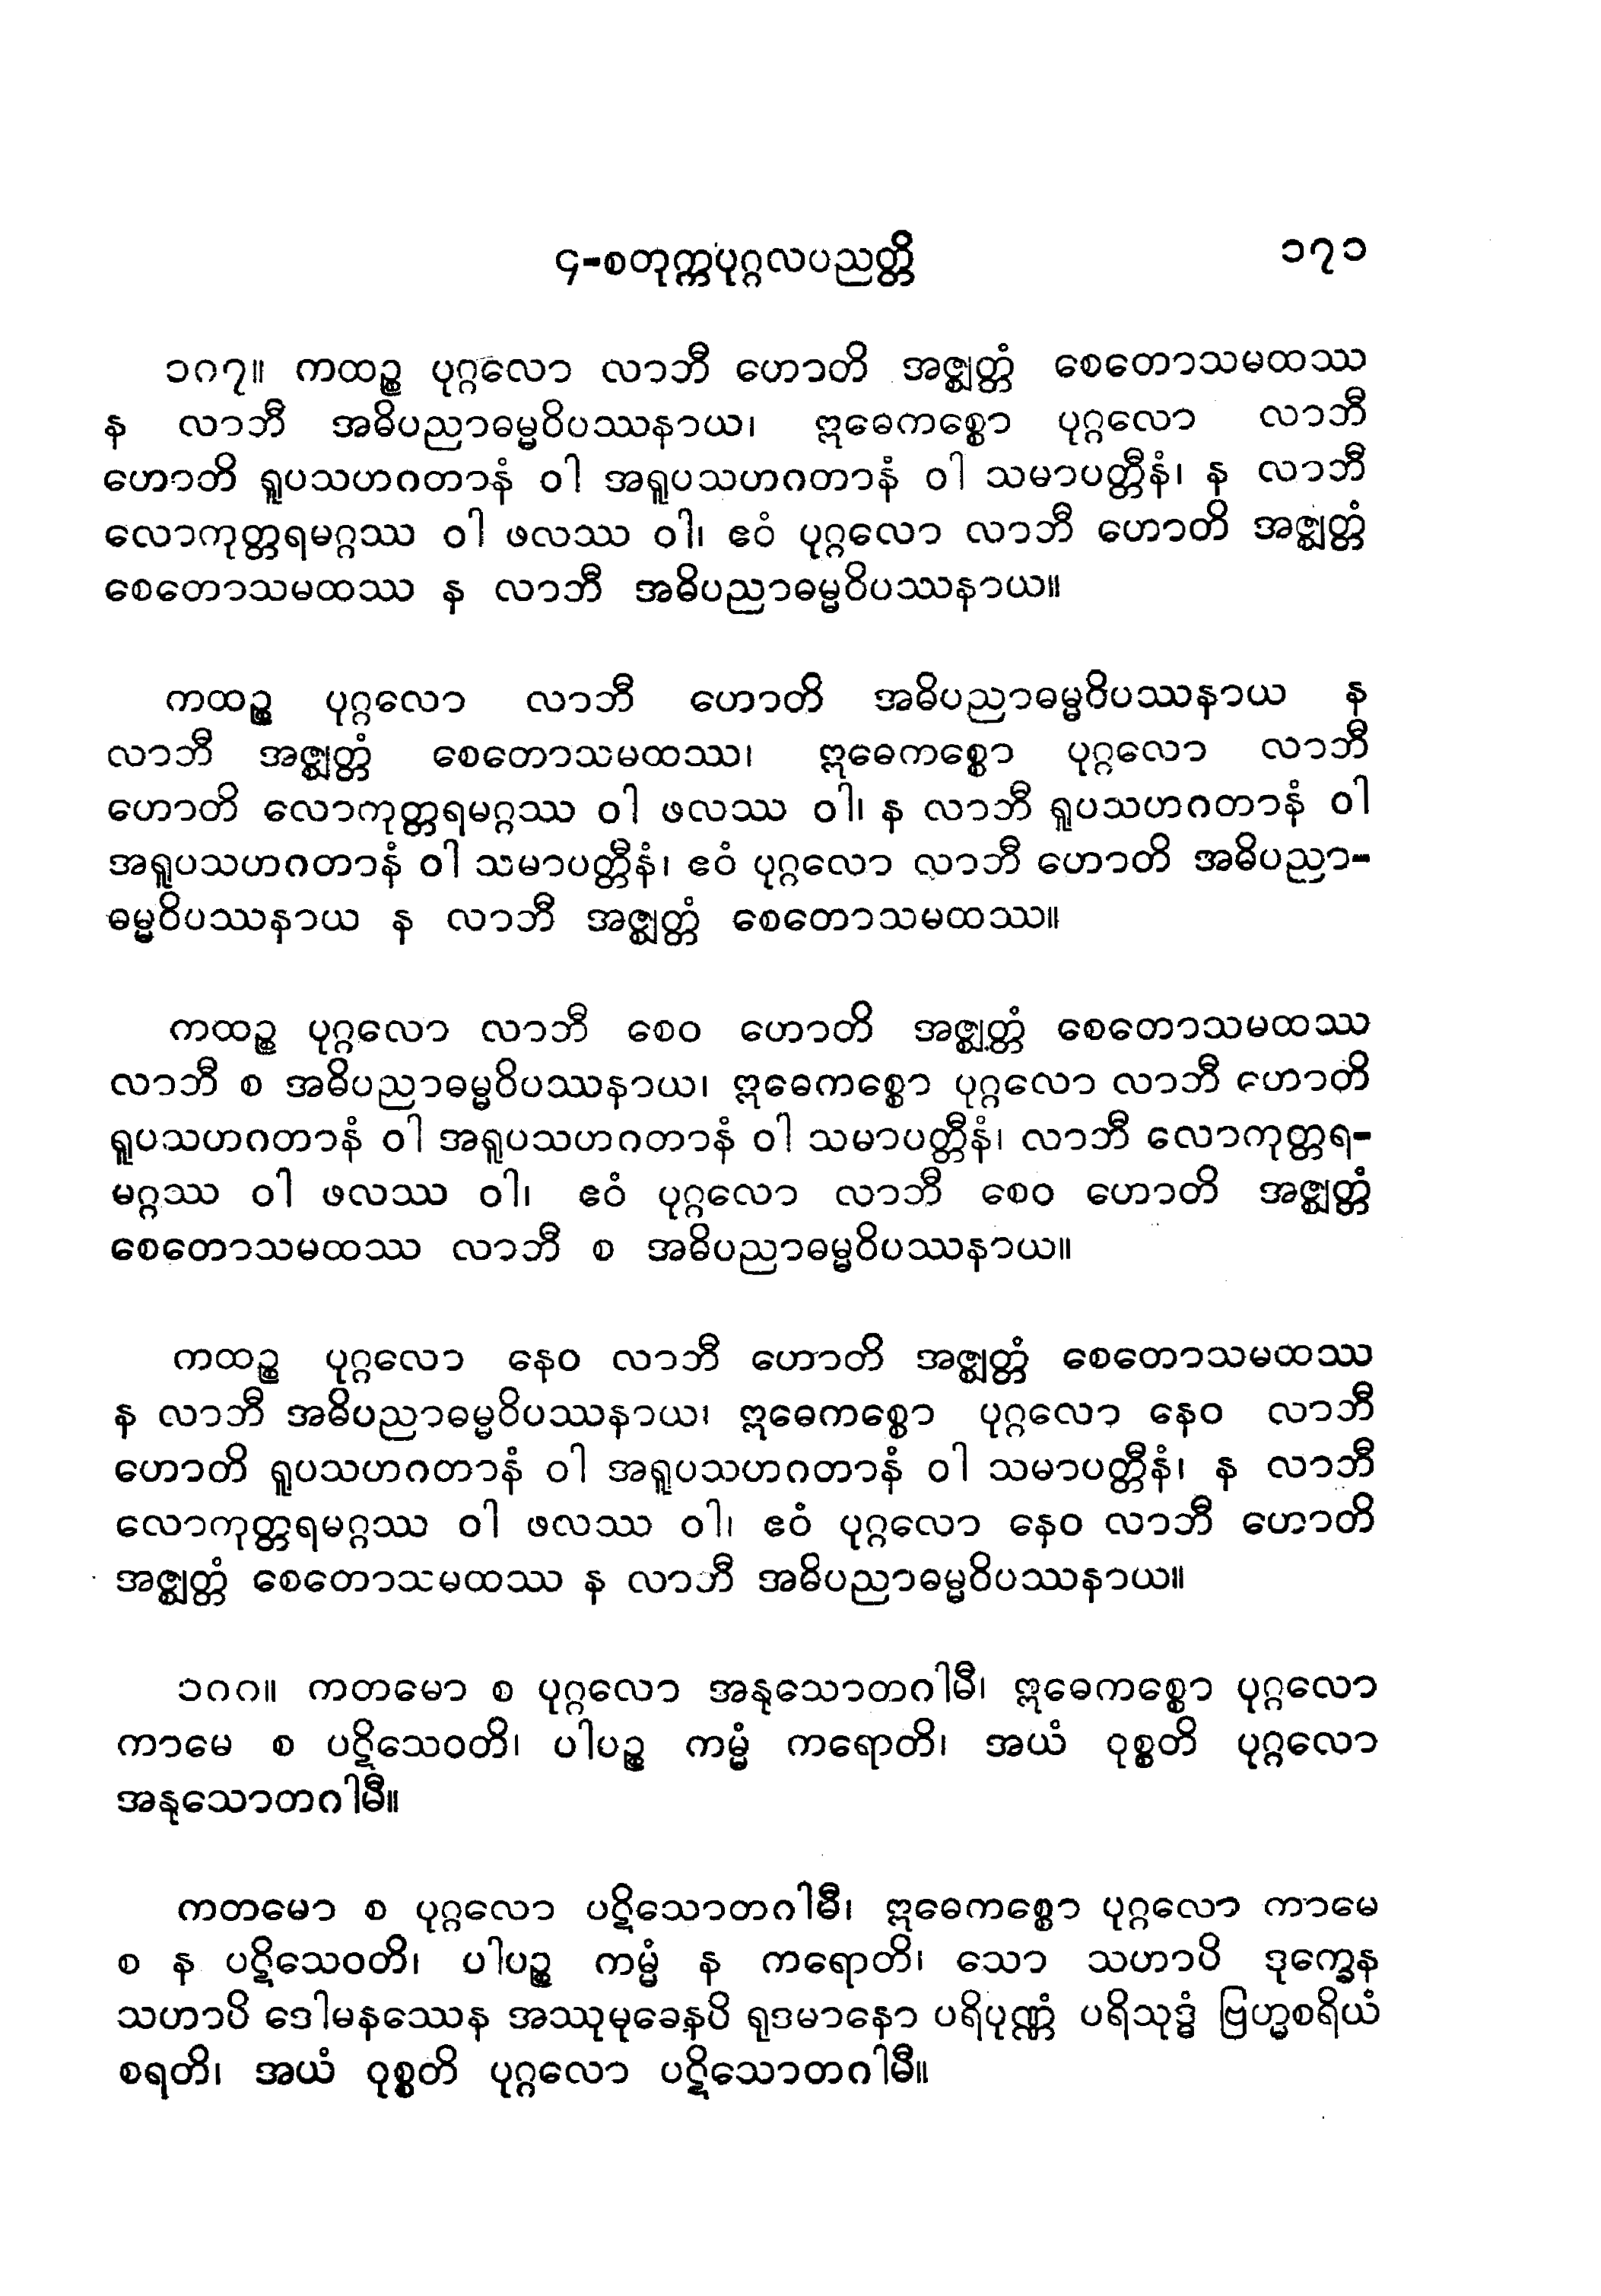 ၄-စတုက္ကပုဂ္ဂလပညတ္တိ ၁၇၁
၁၈၇။ ကထဉ္စ ပုဂ္ဂလော လာဘီ ဟောတိ အဇ္ဈတ္တံ စေတောသမထဿ
န လာဘီ အဓိပညာဓမ္မဝိပဿနာယ၊ ဣဓေကစ္စော ပုဂ္ဂလော လာဘီ
ဟောတိ ရူပသဟဂတာနံ ဝါ အရူပသဟဂတာနံ ဝါ သမာပတ္တီနံ၊ န လာဘီ
လောကုတ္တရမဂ္ဂဿ ဝါ ဖလဿ ဝါ၊ ဧဝံ ပုဂ္ဂလော လာဘီ ဟောတိ အဇ္ဈတ္တံ
စေတောသမထဿ န လာဘီ အဓိပညာဓမ္မဝိပဿနာယ။
ကထဉ္စ ပုဂ္ဂလော လာဘီ ဟောတိ အဓိပညာဓမ္မဝိပဿနာယ န
လာဘီ အဇ္ဈတ္တံ စေတောသမထဿ၊ ဣဓေကစ္စော ပုဂ္ဂလော လာဘီ
ဟောတိ လောကုတ္တရမဂ္ဂဿ ဝါ ဖလဿ ဝါ၊ န လာဘီ ရူပသဟဂတာနံ ဝါ
အရူပသဟဂတာနံ ဝါ သမာပတ္တီနံ၊ ဧဝံ ပုဂ္ဂလော လာဘီ ဟောတိ အဓိပညာ-
ဓမ္မဝိပဿနာယ န လာဘီ အဇ္ဈတ္တံ စေတောသမထဿ။
ကထဉ္စ ပုဂ္ဂလော လာဘီ စေဝ ဟောတိ အဇ္ဈတ္တံ စေတောသမထဿ
လာဘီ စ အဓိပညာဓမ္မဝိပဿနာယ၊ ဣဓေကစ္စော ပုဂ္ဂလော လာဘီ ဟောတိ
ရူပသဟဂတာနံ ဝါ အရူပသဟဂတာနံ ဝါ သမာပတ္တီနံ၊ လာဘီ လောကုတ္တရ-
မဂ္ဂဿ ဝါ ဖလဿ ဝါ၊ ဧဝံ ပုဂ္ဂလော လာဘီ စေဝ ဟောတိ အဇ္ဈတ္တံ
စေတောသမထဿ လာဘီ စ အဓိပညာဓမ္မဝိပဿနာယ။
ကထဉ္စ ပုဂ္ဂလော နေဝ လာဘီ ဟောတိ အဇ္ဈတ္တံ စေတောသမထဿ
န လာဘီ အဓိပညာဓမ္မဝိပဿနာယ၊ ဣဓေကစ္စော ပုဂ္ဂလော နေဝ လာဘီ
ဟောတိ ရူပသဟဂတာနံ ဝါ အရူပသဟဂတာနံ ဝါ သမာပတ္တီနံ၊ န လာဘီ
လောကုတ္တရမဂ္ဂဿ ဝါ ဖလဿ ဝါ၊ ဧဝံ ပုဂ္ဂလော နေဝ လာဘီ ဟောတိ
အဇ္ဈတ္တံ စေတောသမထဿ န လာဘီ အဓိပညာဓမ္မဝိပဿနာယ။
၁၈၈။ ကတမော စ ပုဂ္ဂလော အနုသောတဂါမီ၊ ဣဓေကစ္စော ပုဂ္ဂလော
ကာမေ စ ပဋိသေဝတိ၊ ပါပဉ္စ ကမ္မံ ကရောတိ၊ အယံ ဝုစ္စတိ ပုဂ္ဂလော
အနုသောတဂါမီ။
ကတမော စ ပုဂ္ဂလော ပဋိသောတဂါမီ၊ ဣဓေကစ္စော ပုဂ္ဂလော ကာမေ
စ န ပဋိသေဝတိ၊ ပါပဉ္စ ကမ္မံ န ကရောတိ၊ သော သဟာပိ ဒုက္ခေန
သဟာပိ ဒေါမနဿေန အဿုမုခေနပိ ရုဒမာနော ပရိပုဏ္ဏံ ပရိသုဒ္ဓံ ဗြဟ္မစရိယံ
စရတိ၊ အယံ ဝုစ္စတိ ပုဂ္ဂလော ပဋိသောတဂါမီ။